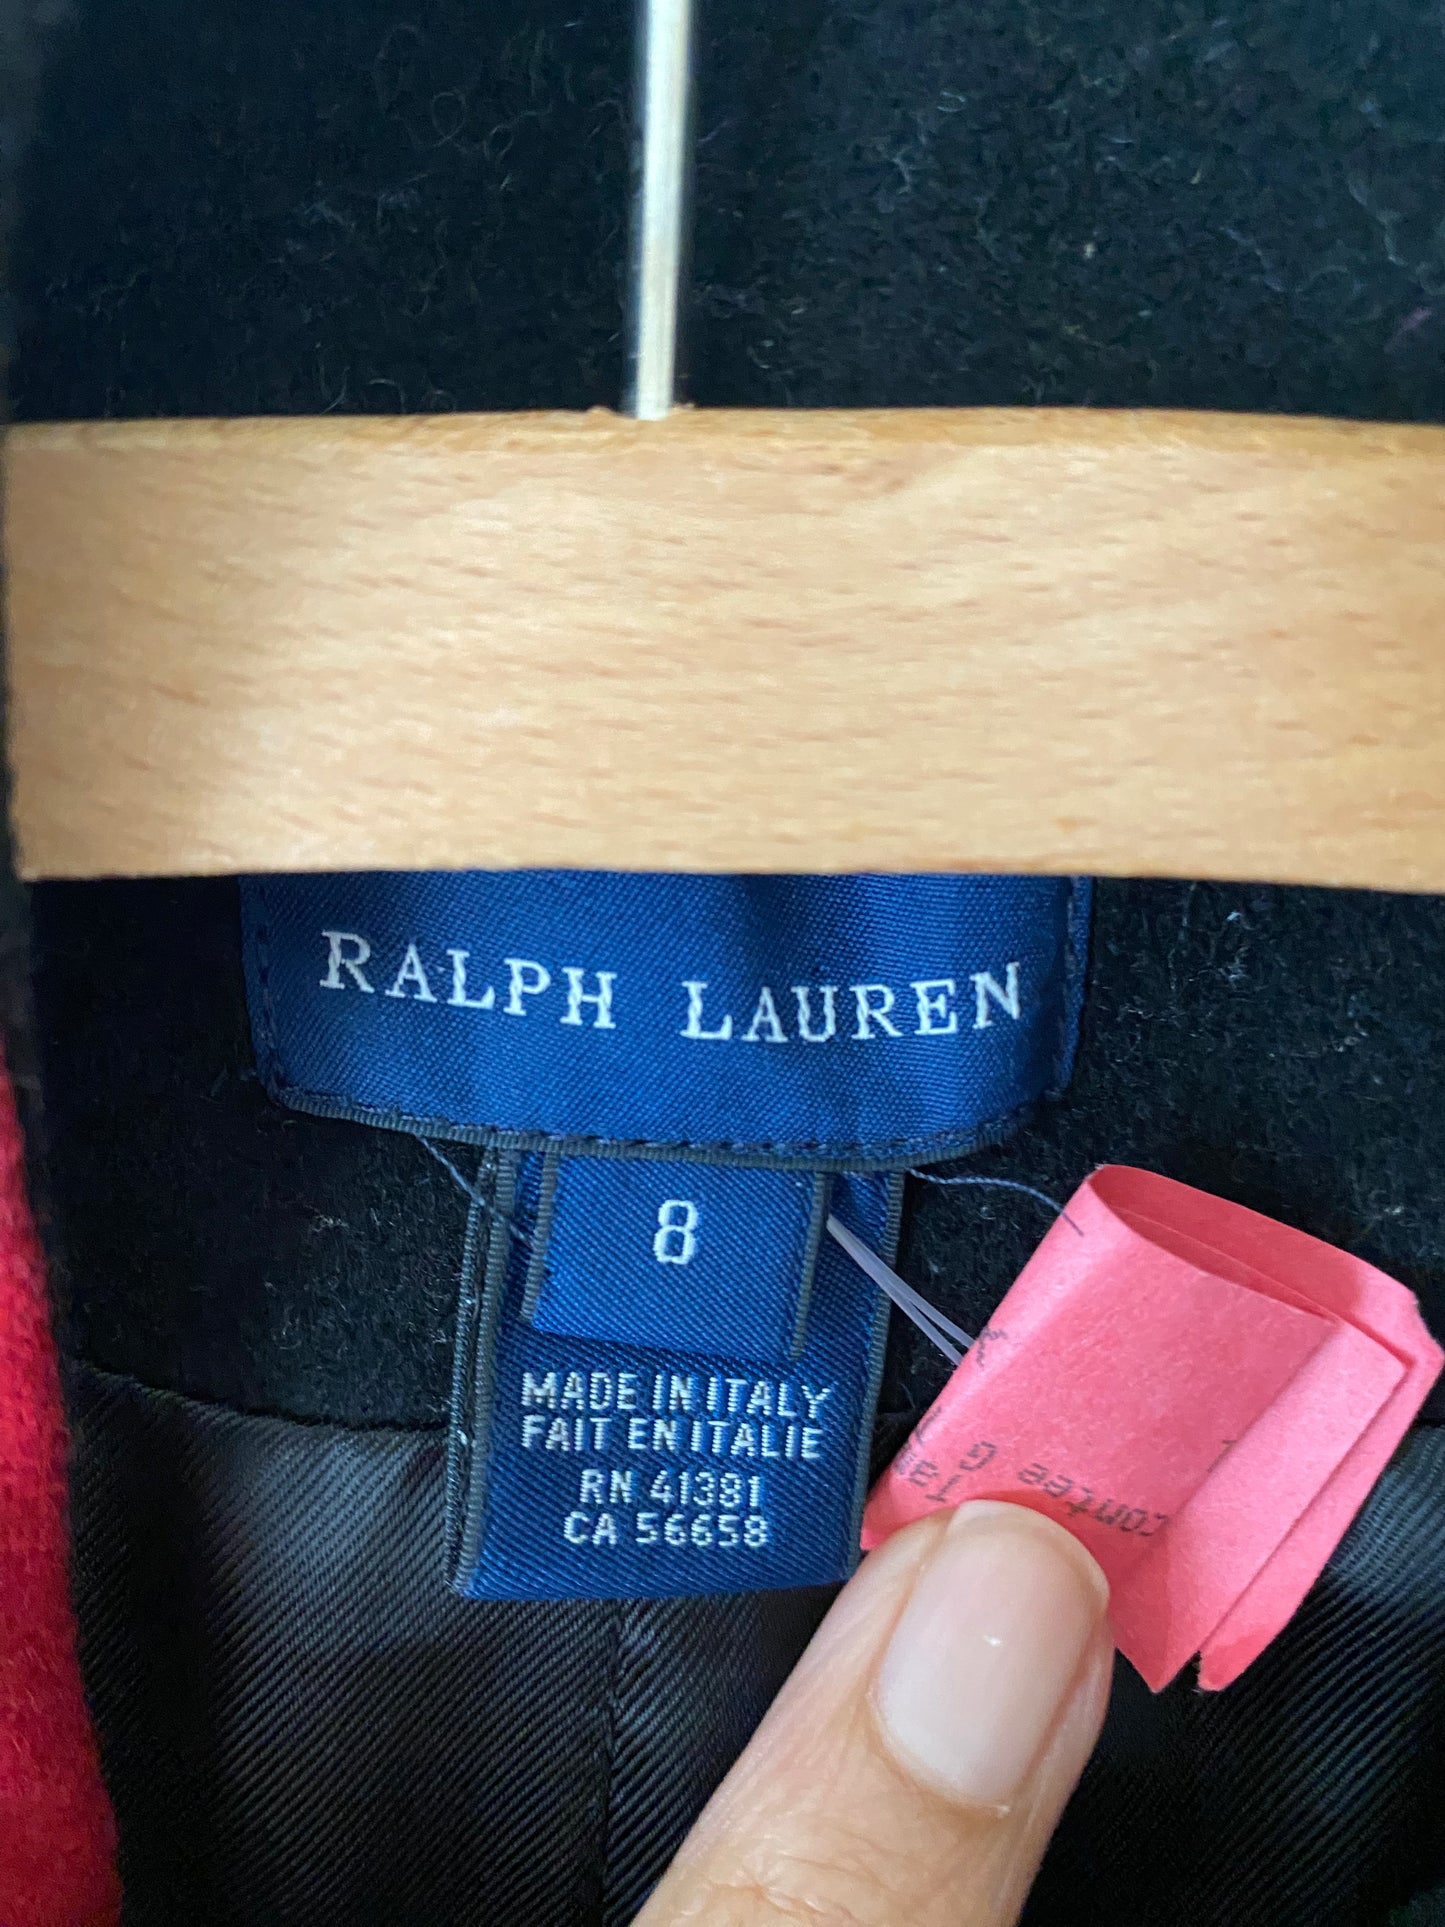 RALPH LAUREN
8
MADE IN ITALY
FAIT EN ITALIE
RN 41381
CA 56658